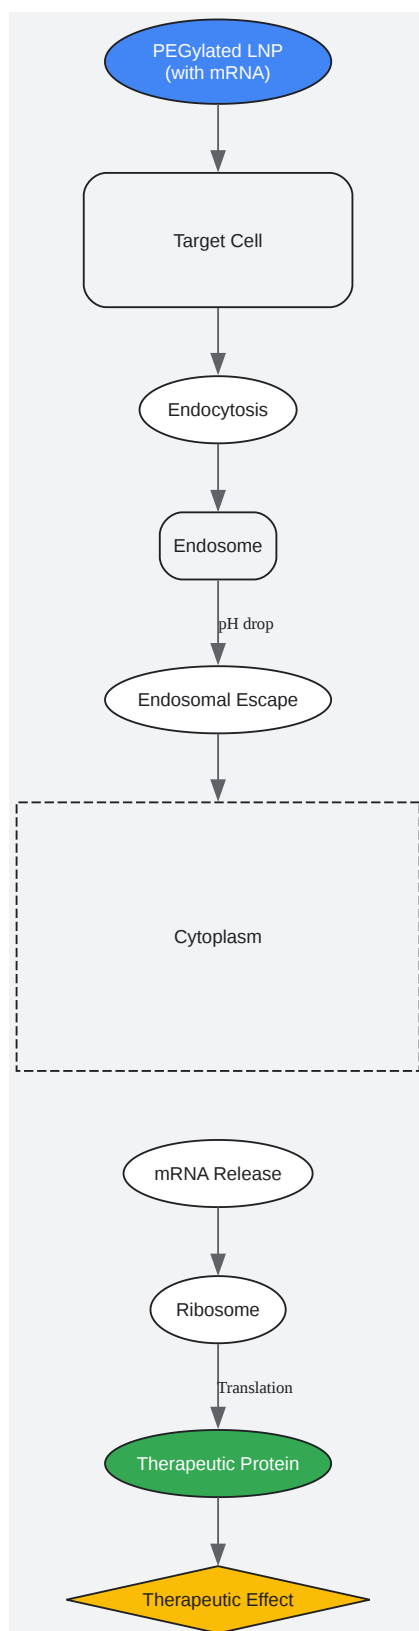 PEGylated LNP
(with mRNA)
Target Cell
Endocytosis
Endosome
pH drop
Endosomal Escape
Cytoplasm
mRNA Release
Ribosome
Translation
Therapeutic Protein
Therapeutic Effect